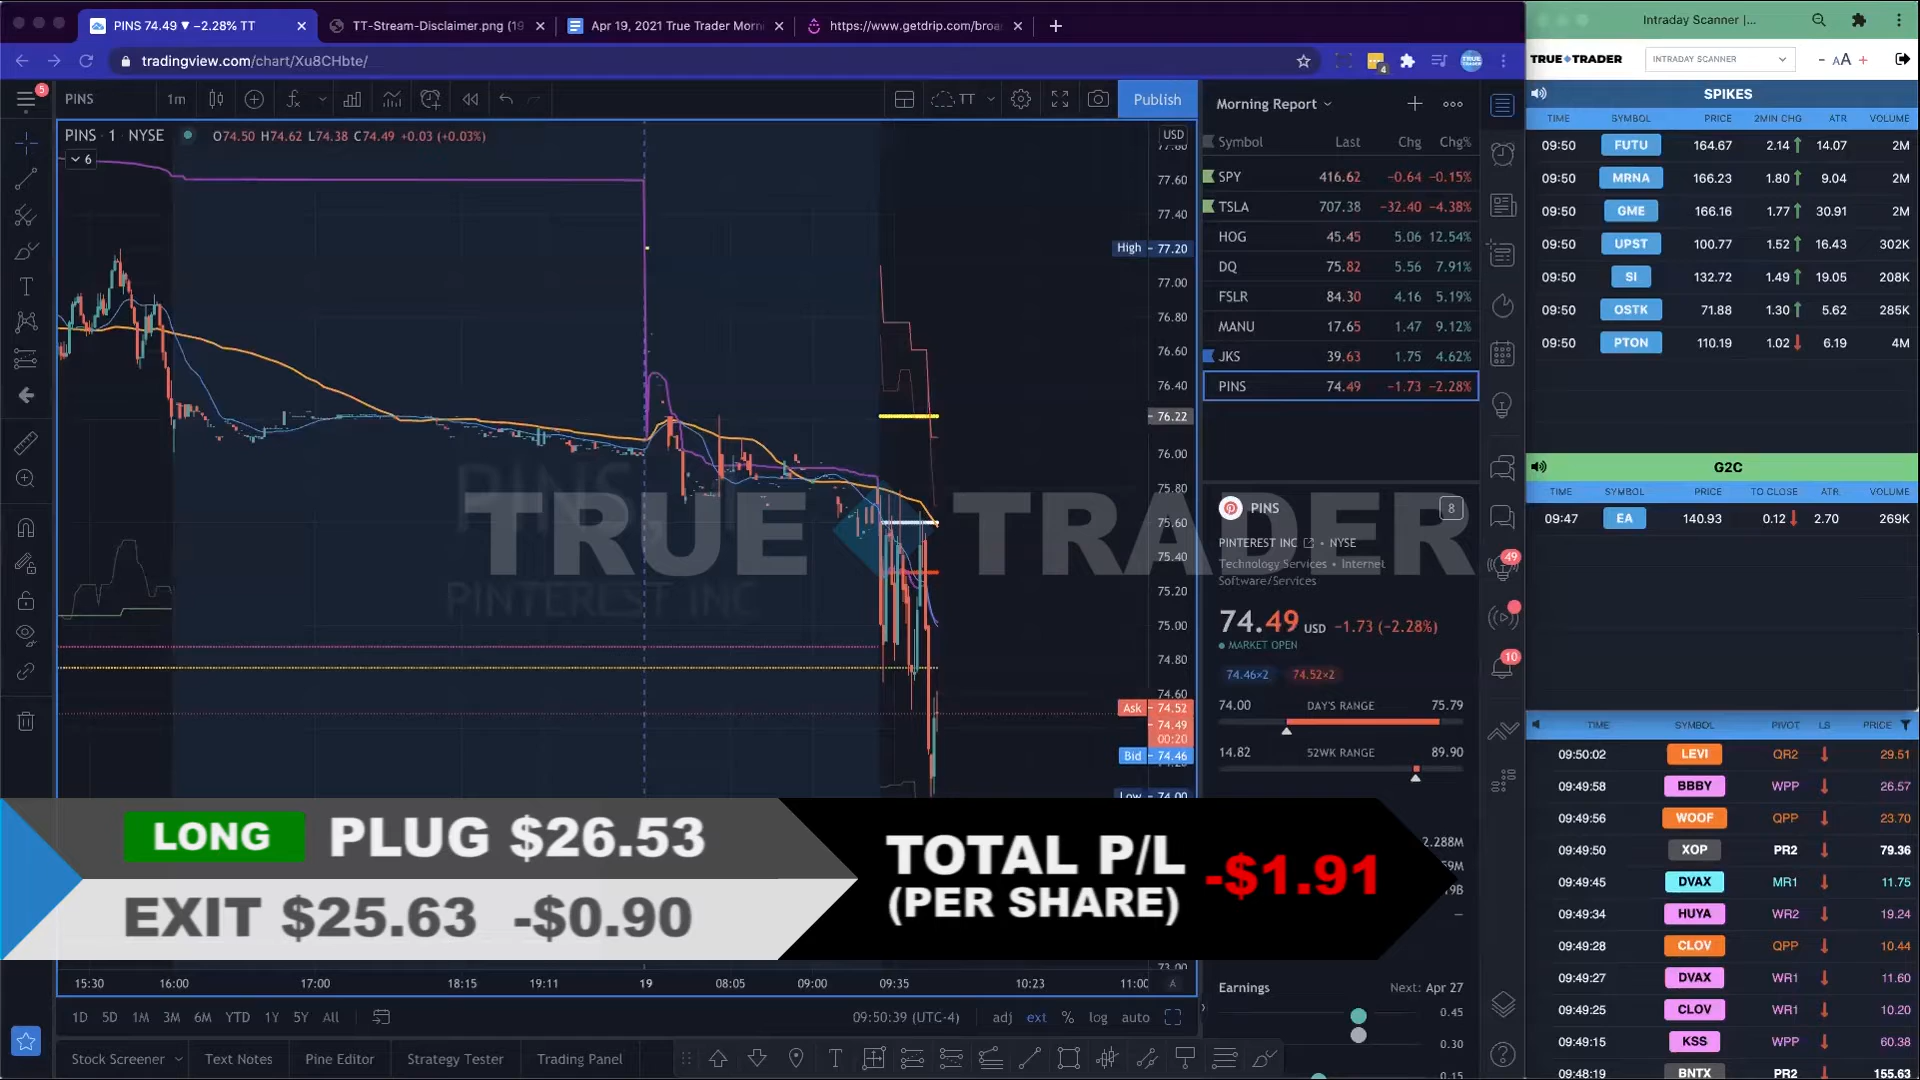 PINS 74.49 ▼ −2.28% TT
TT-Stream-Disclaimer.png (19
Apr 19, 2021 True Trader Morn
https://www.getdrip.com/broa
Intraday Scanner |...
tradingview.com/chart/Xu8CHbte/
4
TRUE TRADER
INTRADAY SCANNER
- AA +
5
PINS
1m
TT
Publish
PINS · 1 · NYSE
O74.50 H74.62 L74.38 C74.49 +0.03 (+0.03%)
6
USD
77.60
77.40
High
77.20
77.00
76.80
76.60
76.40
76.22
76.00
75.80
75.60
75.40
75.20
75.00
74.80
74.60
Ask
74.52
74.49
00:20
Bid
74.46
Low
74.00
73.00
PINS
TRUE TRADER
PINTEREST INC
Morning Report
Symbol Last Chg Chg%
SPY 416.62 −0.64 −0.15%
TSLA 707.38 −32.40 −4.38%
HOG 45.45 5.06 12.54%
DQ 75.82 5.56 7.91%
FSLR 84.30 4.16 5.19%
MANU 17.65 1.47 9.12%
JKS 39.63 1.75 4.62%
PINS 74.49 −1.73 −2.28%
PINS
8
PINTEREST INC • NYSE
Technology Services • Internet
Software/Services
74.49 USD −1.73 (−2.28%)
MARKET OPEN
74.46×2 74.52×2
74.00 DAY'S RANGE 75.79
14.82 52WK RANGE 89.90
2.288M
Earnings Next: Apr 27
0.45
0.30
0.15
49
10
SPIKES
TIME SYMBOL PRICE 2MIN CHG ATR VOLUME
09:50 FUTU 164.67 2.14 14.07 2M
09:50 MRNA 166.23 1.80 9.04 2M
09:50 GME 166.16 1.77 30.91 2M
09:50 UPST 100.77 1.52 16.43 302K
09:50 SI 132.72 1.49 19.05 208K
09:50 OSTK 71.88 1.30 5.62 285K
09:50 PTON 110.19 1.02 6.19 4M
G2C
TIME SYMBOL PRICE TO CLOSE ATR VOLUME
09:47 EA 140.93 0.12 2.70 269K
TIME SYMBOL PIVOT LS PRICE
09:50:02 LEVI QR2 29.51
09:49:58 BBBY WPP 26.57
09:49:56 WOOF QPP 23.70
09:49:50 XOP PR2 79.36
09:49:45 DVAX MR1 11.75
09:49:34 HUYA WR2 19.24
09:49:28 CLOV QPP 10.44
09:49:27 DVAX WR1 11.60
09:49:25 CLOV WR1 10.20
09:49:15 KSS WPP 60.38
09:48:19 BNTX PR2 155.63
LONG PLUG $26.53
EXIT $25.63 -$0.90
TOTAL P/L
(PER SHARE)
-$1.91
15:30 16:00 17:00 18:15 19:11 19 08:05 09:00 09:35 10:23 11:00 A
1D 5D 1M 3M 6M YTD 1Y 5Y All
09:50:39 (UTC-4) adj ext % log auto
Stock Screener Text Notes Pine Editor Strategy Tester Trading Panel